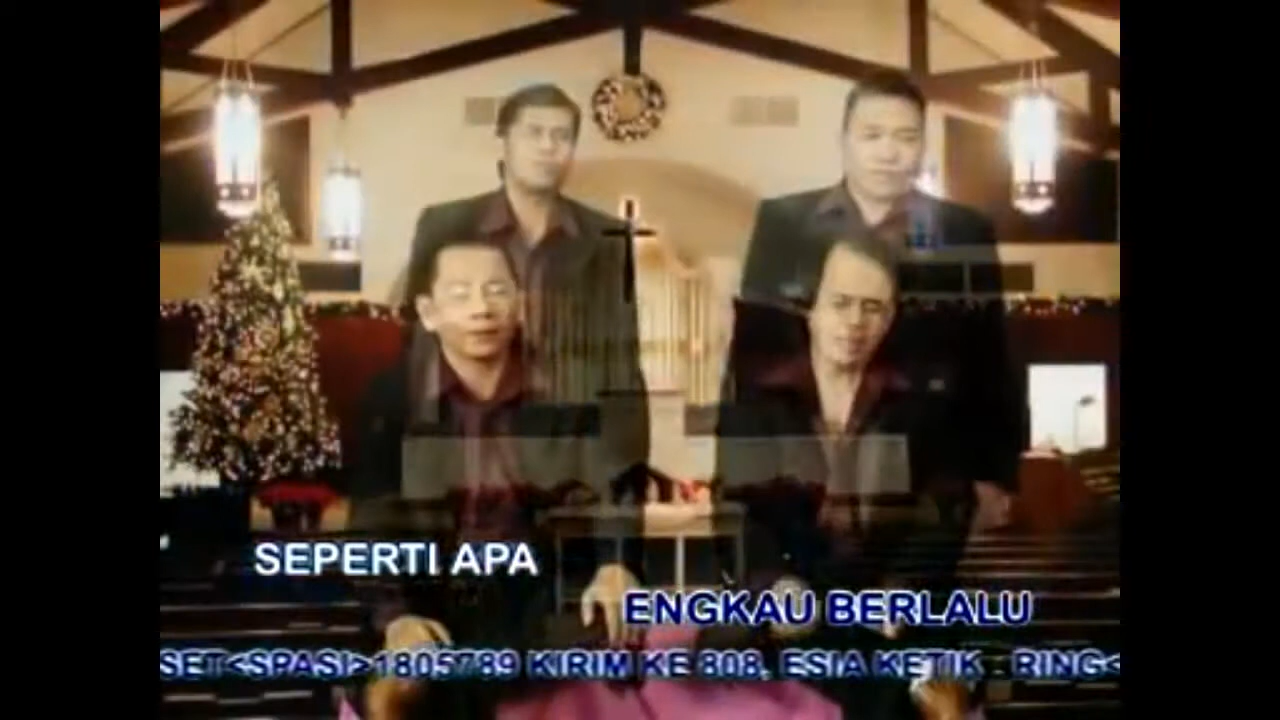 SEPERTI APA
ENGKAU BERLALU
SET<SPASI>1805789 KIRIM KE 808, ESIA KETIK : RING<